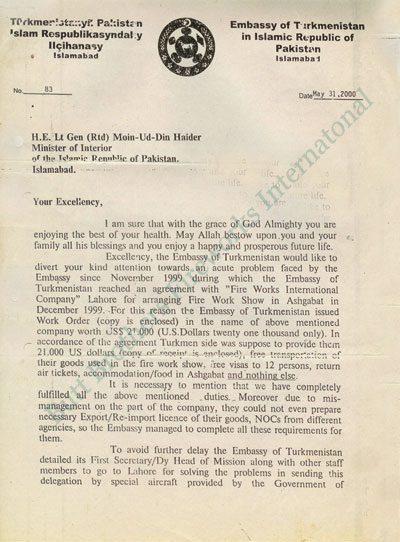 Türkmenistanyň Pakistan
Islam Respublikasyndaky
Ilçihanasy
Islamabad
Embassy of Turkmenistan
in Islamic Republic of
Pakistan
Islamabad
No. 83
Date May 31, 2000
H.E. Lt Gen (Rtd) Moin-Ud-Din Haider
Minister of Interior
of the Islamic Republic of Pakistan,
Islamabad.
Your Excellency,
I am sure that with the grace of God Almighty you are
enjoying the best of your health. May Allah bestow upon you and your
family all his blessings and you enjoy a happy and prosperous future life.
Excellency, the Embassy of Turkmenistan would like to
divert your kind attention towards an acute problem faced by the
Embassy since November 1999 during which the Embassy of
Turkmenistan reached an agreement with "Fire Works International
Company" Lahore for arranging Fire Work Show in Ashgabat in
December 1999. For this reason the Embassy of Turkmenistan issued
Work Order (copy is enclosed) in the name of above mentioned
company worth US$ 21,000 (U.S.Dollars twenty one thousand only). In
accordance of the agreement Turkmen side was suppose to provide them
21.000 US dollars (copy of receipt is enclosed), free transportation of
their goods used in the fire work show, free visas to 12 persons, return
air tickets, accommodation/food in Ashgabat and nothing else.
It is necessary to mention that we have completely
fulfilled all the above mentioned duties. Moreover due to mis-
management on the part of the company, they could not even prepare
necessary Export/Re-import licence of their goods, NOCs from different
agencies, so the Embassy managed to complete all these requirements for
them.
To avoid further delay the Embassy of Turkmenistan
detailed its First Secretary/Dy Head of Mission along with other staff
members to go to Lahore for solving the problems in sending this
delegation by special aircraft provided by the Government of
Fireworks International